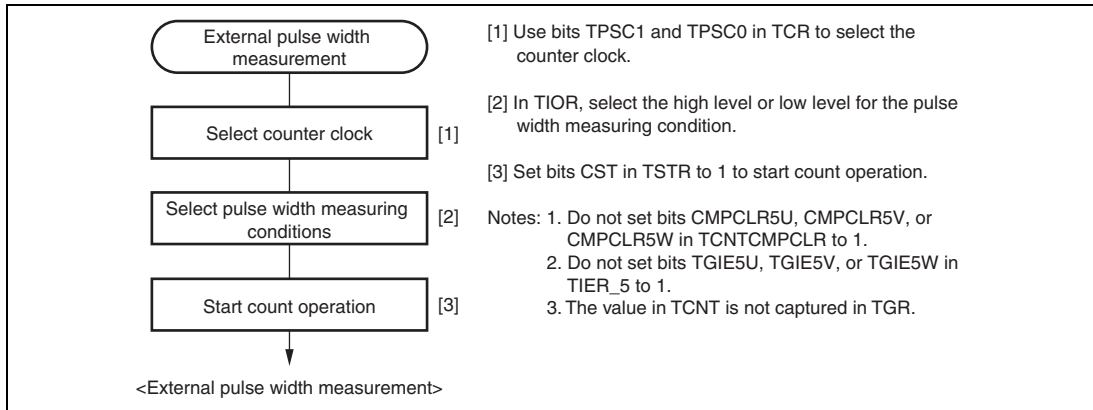 External pulse width
measurement
Select counter clock
[1]
Select pulse width measuring
conditions
[2]
Start count operation
[3]
<External pulse width measurement>
[1] Use bits TPSC1 and TPSC0 in TCR to select the
counter clock.
[2] In TIOR, select the high level or low level for the pulse
width measuring condition.
[3] Set bits CST in TSTR to 1 to start count operation.
Notes: 1. Do not set bits CMPCLR5U, CMPCLR5V, or
CMPCLR5W in TCNTCMPCLR to 1.
2. Do not set bits TGIE5U, TGIE5V, or TGIE5W in
TIER_5 to 1.
3. The value in TCNT is not captured in TGR.